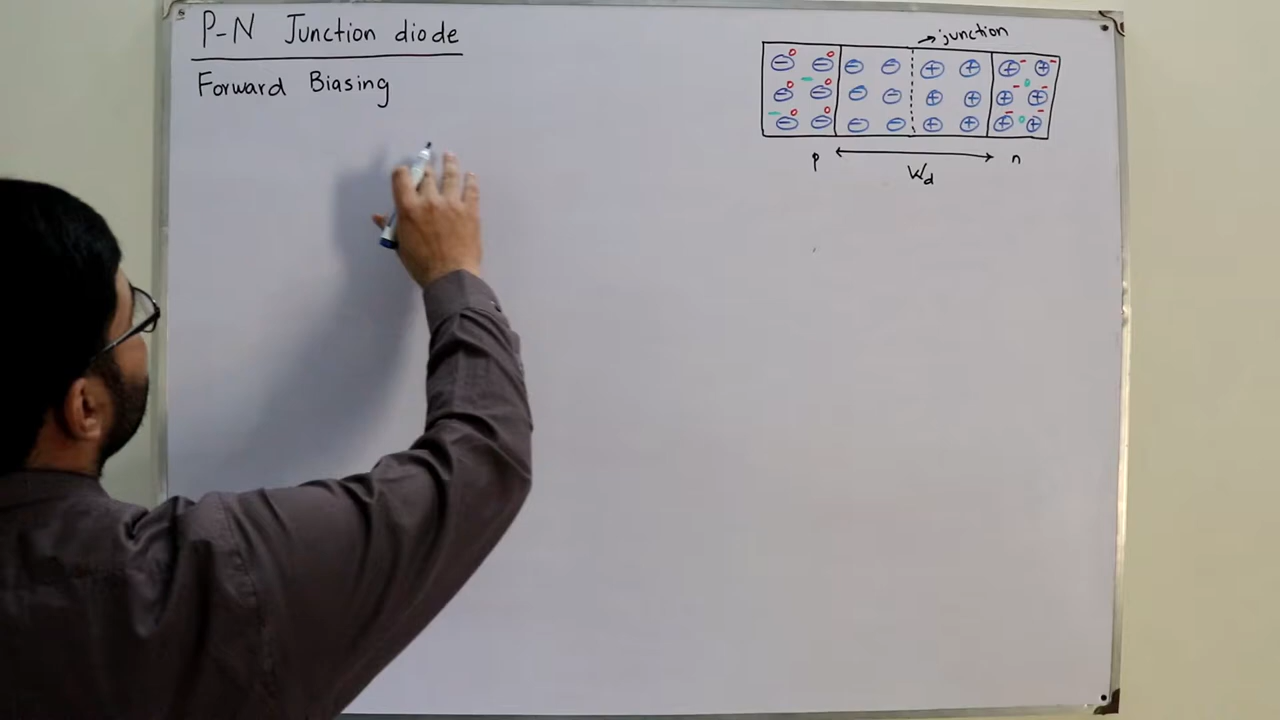 P-N Junction diode
Forward Biasing
→junction
p
Wd
n